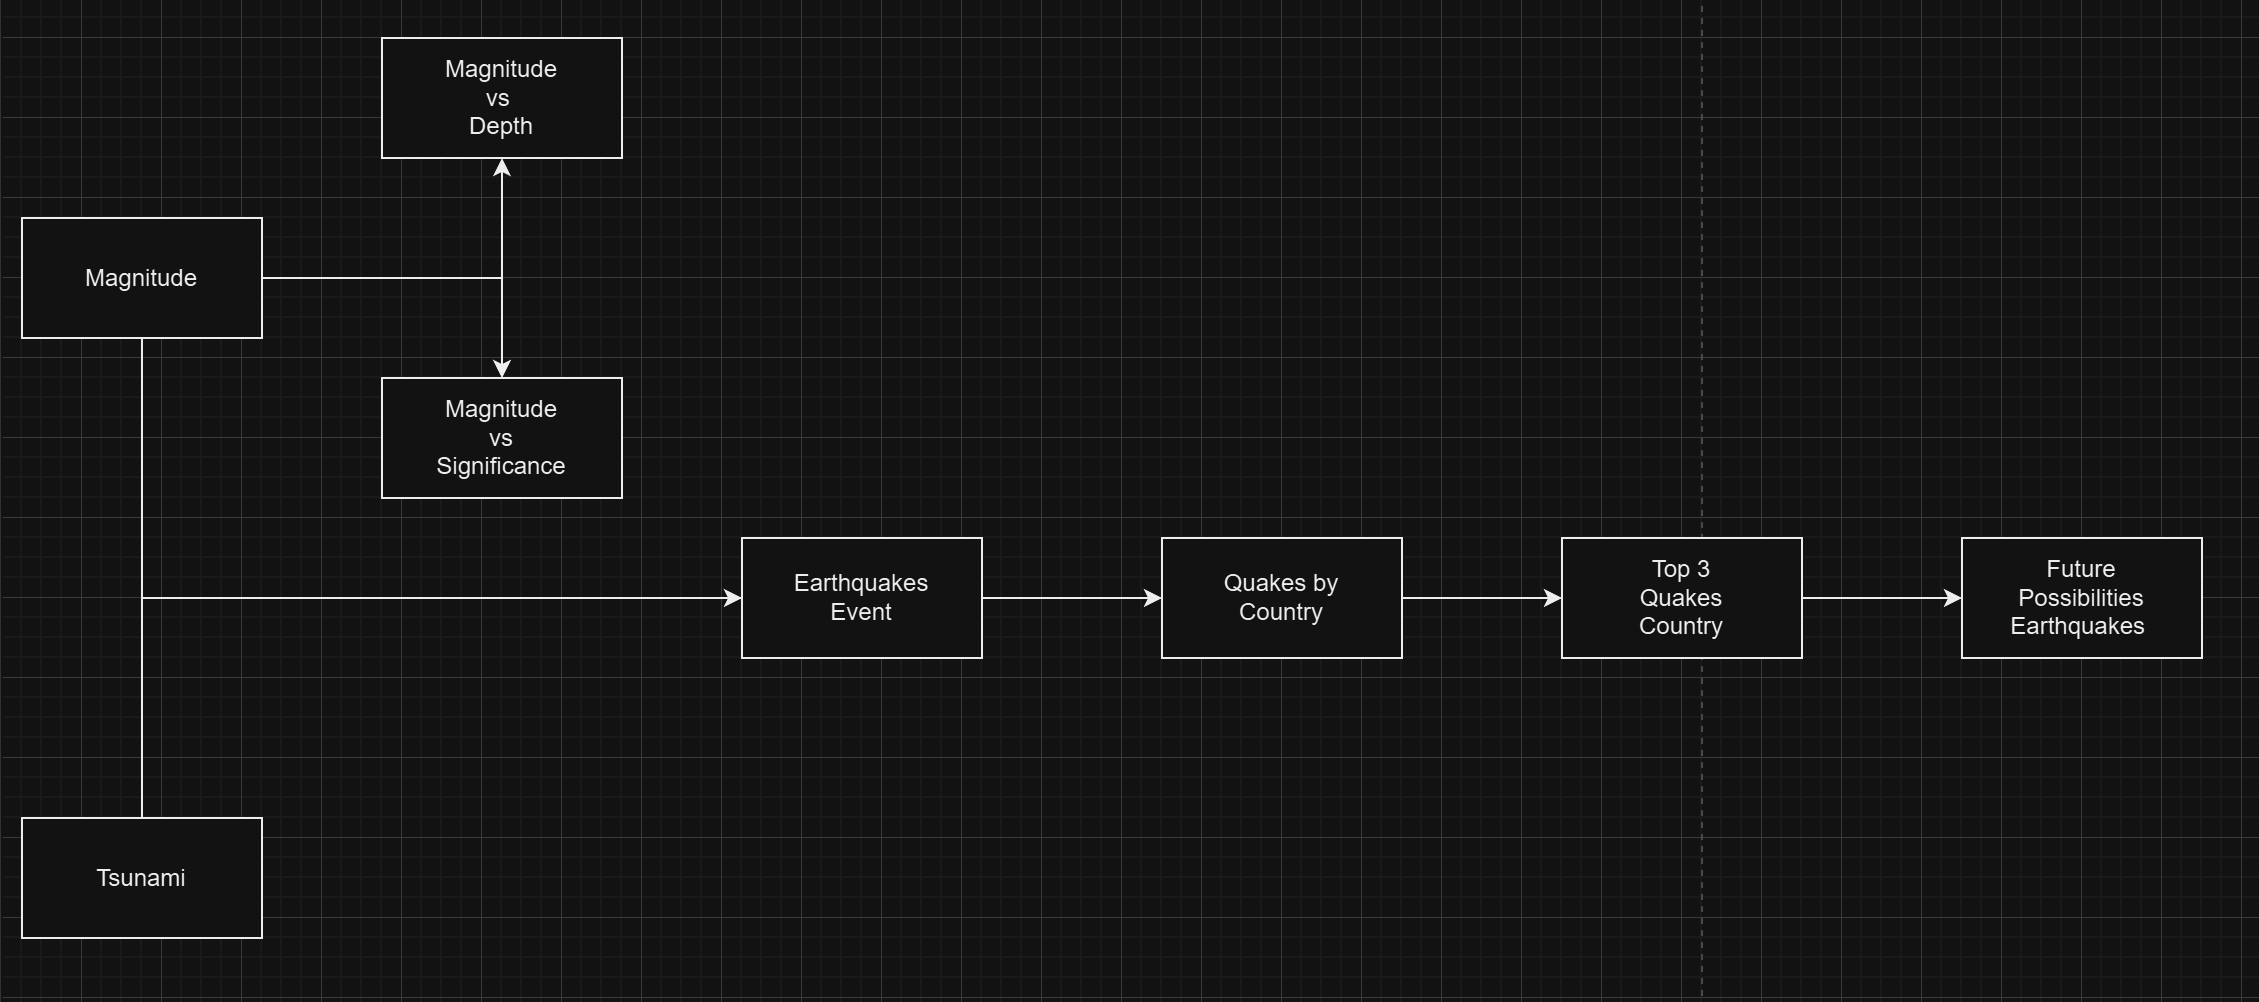 Magnitude
vs
Depth
Magnitude
Magnitude
vs
Significance
Earthquakes
Event
Quakes by
Country
Top 3
Quakes
Country
Future
Possibilities
Earthquakes
Tsunami